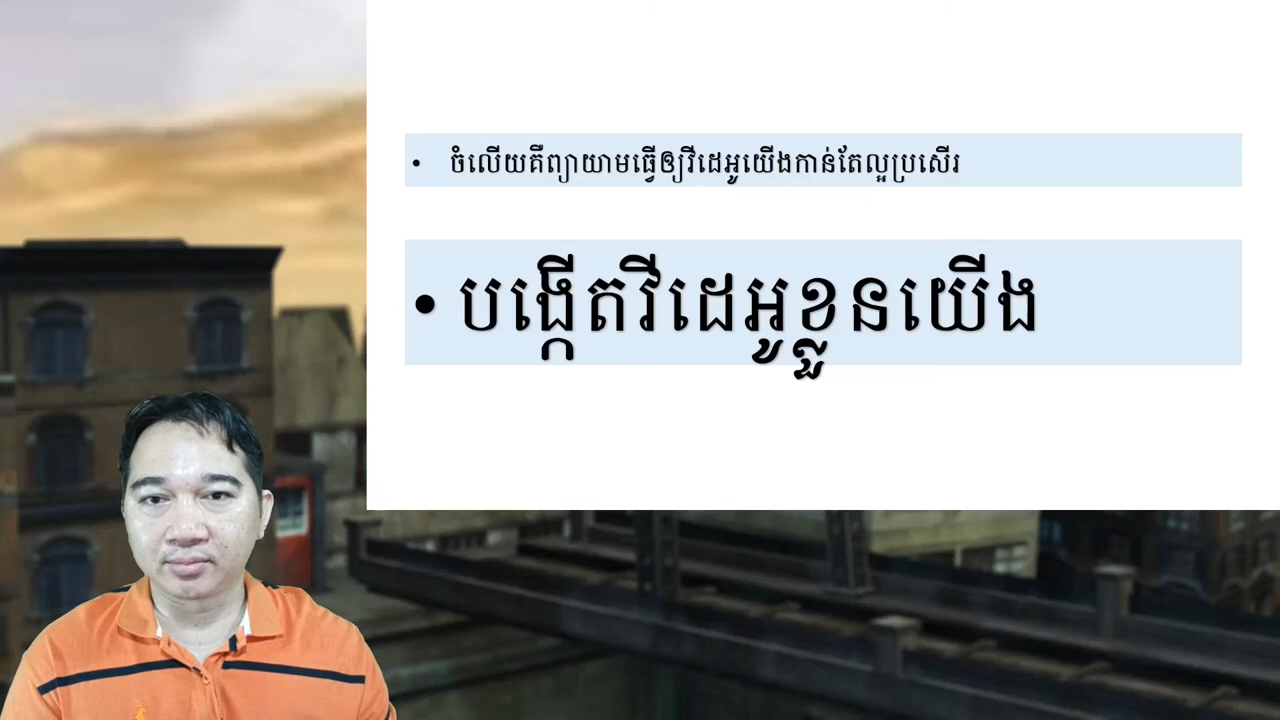 • ចំលើយគឺព្យាយាមធ្វើឲ្យវីដេអូយើងកាន់តែល្អប្រសើរ
• បង្កើតវីដេអូខ្លួនយើង